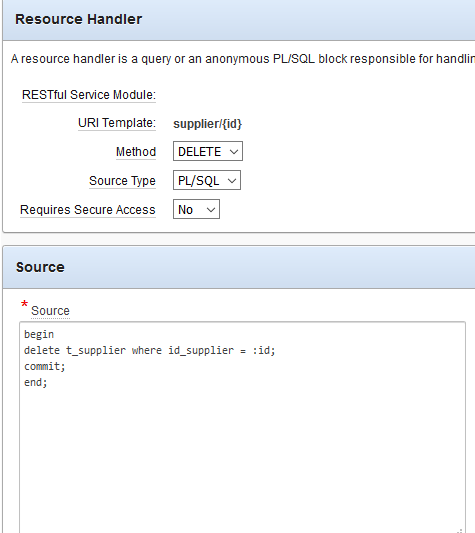 Resource Handler
A resource handler is a query or an anonymous PL/SQL block responsible for handlin
RESTful Service Module:
URI Template: supplier/{id}
Method DELETE
Source Type PL/SQL
Requires Secure Access No
Source
* Source
begin
delete t_supplier where id_supplier = :id;
commit;
end;